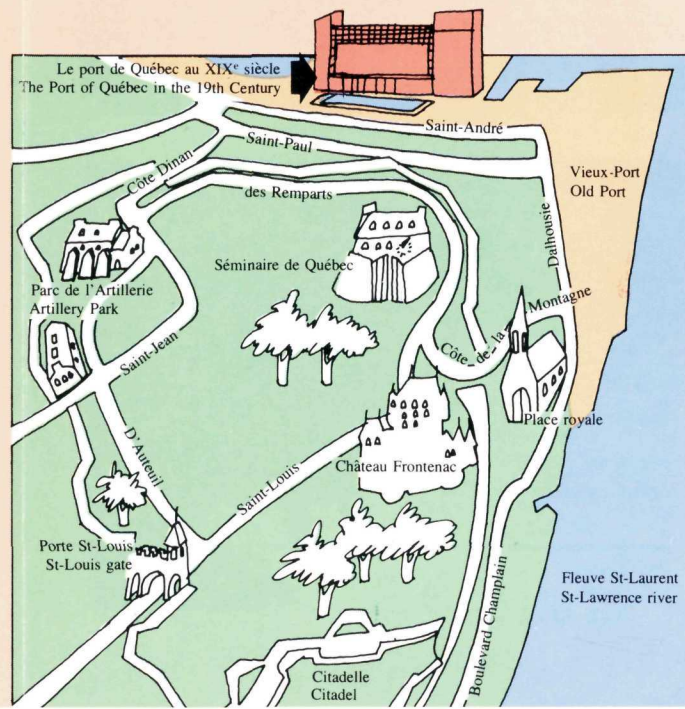 Le port de Québec au XIXᵉ siècle
The Port of Québec in the 19th Century
Saint-André
Saint-Paul
Côte Dinan
des Remparts
Vieux-Port
Old Port
Dalhousie
Séminaire de Québec
Parc de l'Artillerie
Artillery Park
Saint-Jean
Côte-de-la Montagne
Place royale
D'Auteuil
Saint-Louis
Château Frontenac
Porte St-Louis
St-Louis gate
Boulevard Champlain
Fleuve St-Laurent
St-Lawrence river
Citadelle
Citadel